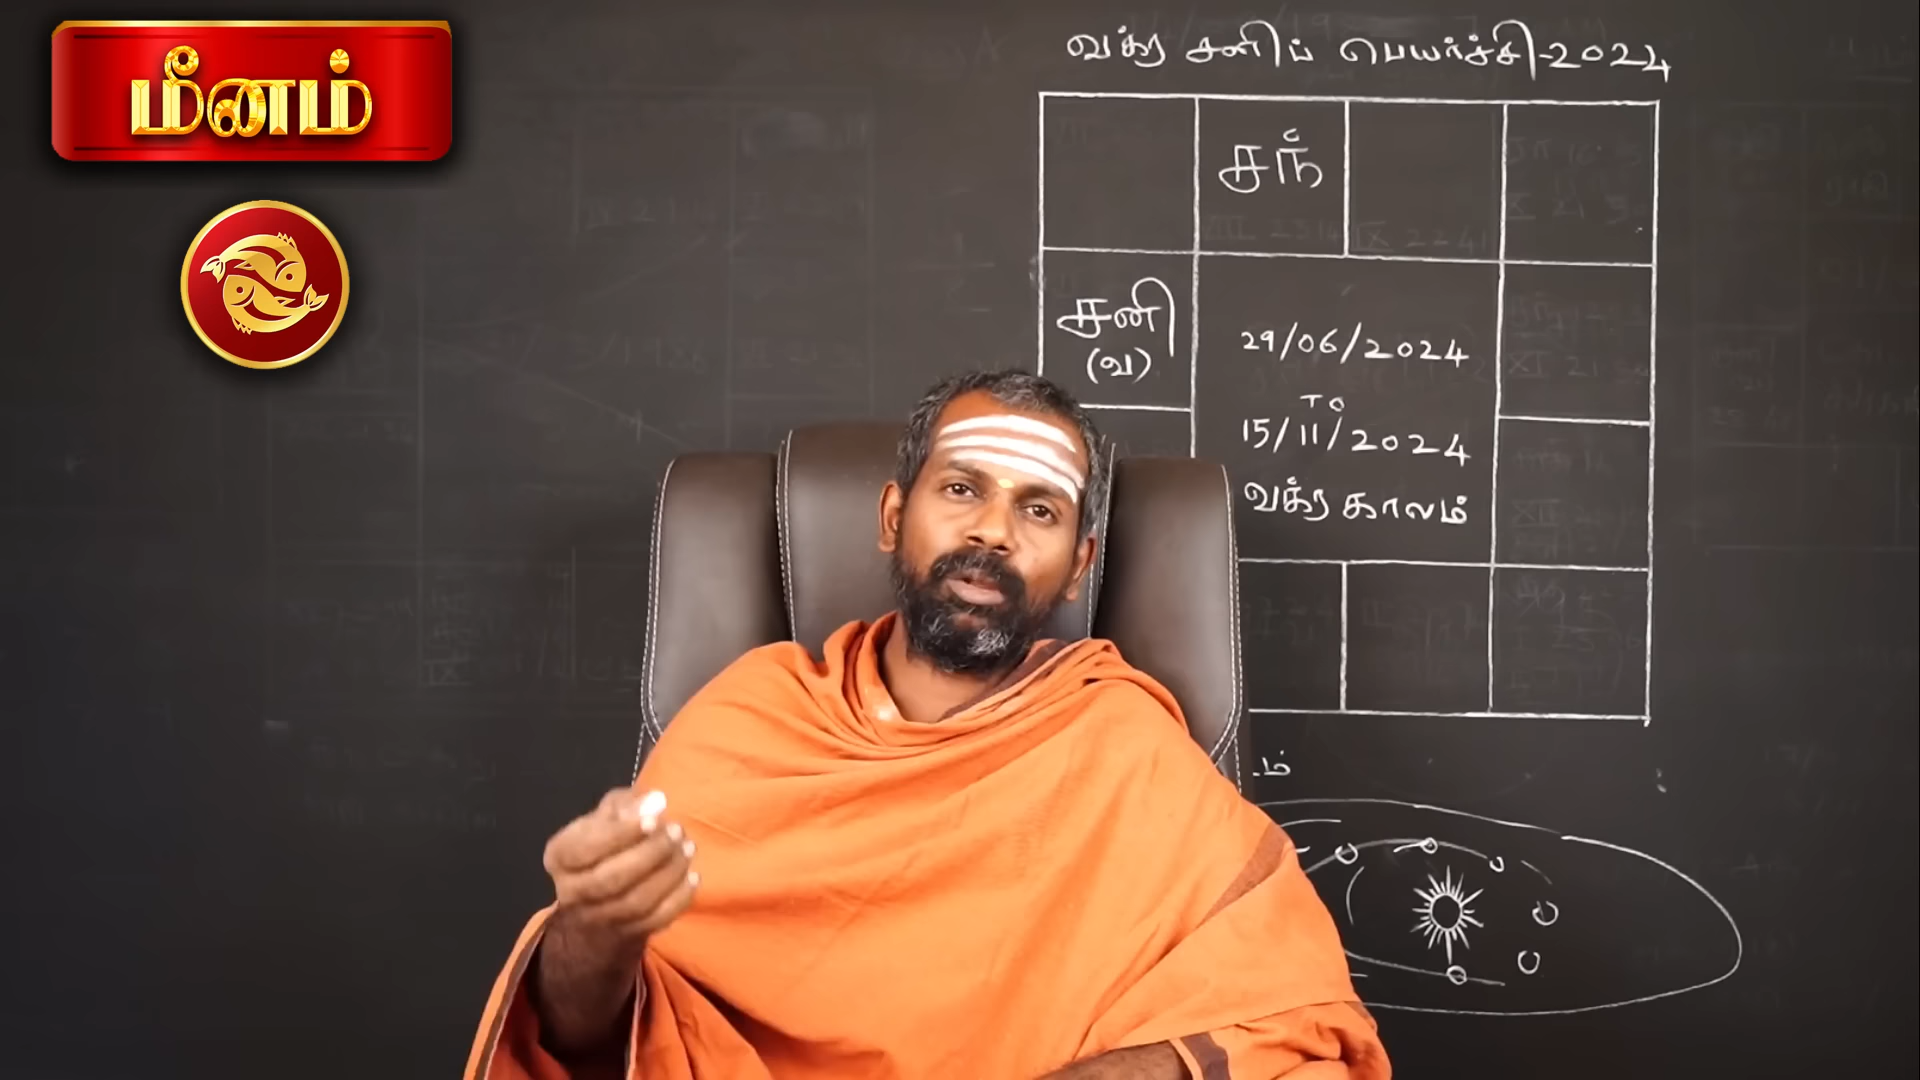 மீனம்
வக்ர சனிப் பெயர்ச்சி-2024
சந்
சனி
(வ)
29/06/2024
TO
15/11/2024
வக்ர காலம்